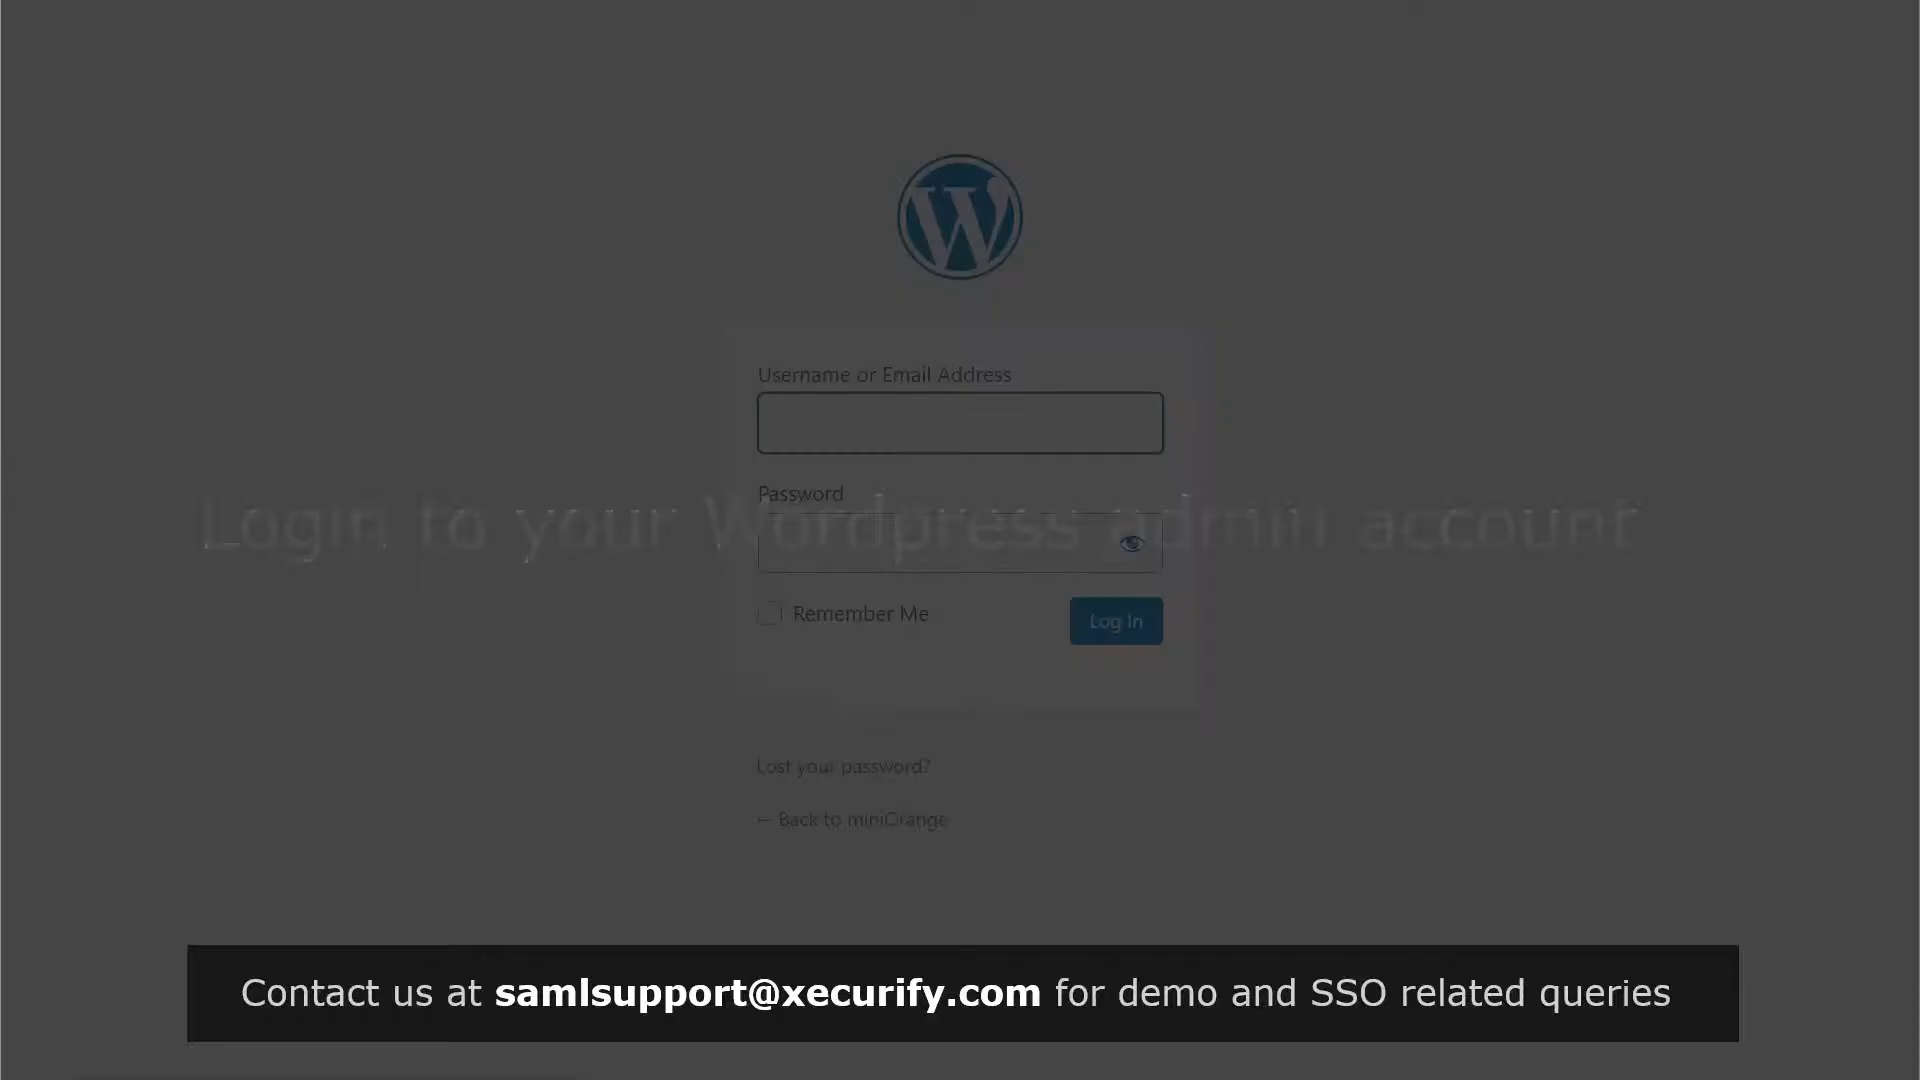 Username or Email Address
Password
Login to your Wordpress admin account
Remember Me
Log In
Lost your password?
← Back to miniOrange
Contact us at samlsupport@xecurify.com for demo and SSO related queries